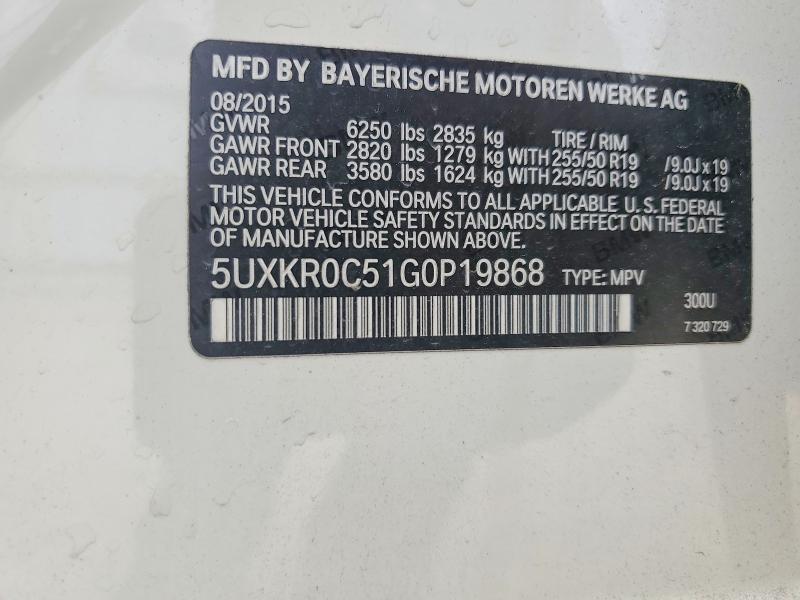 MFD BY BAYERISCHE MOTOREN WERKE AG
08/2015
GVWR 6250 lbs 2835 kg TIRE / RIM
GAWR FRONT 2820 lbs 1279 kg WITH 255/50 R19 /9.0J x 19
GAWR REAR 3580 lbs 1624 kg WITH 255/50 R19 /9.0J x 19
THIS VEHICLE CONFORMS TO ALL APPLICABLE U.S. FEDERAL
MOTOR VEHICLE SAFETY STANDARDS IN EFFECT ON THE DATE
OF MANUFACTURE SHOWN ABOVE.
5UXKR0C51G0P19868 TYPE: MPV
300U
7 320 729